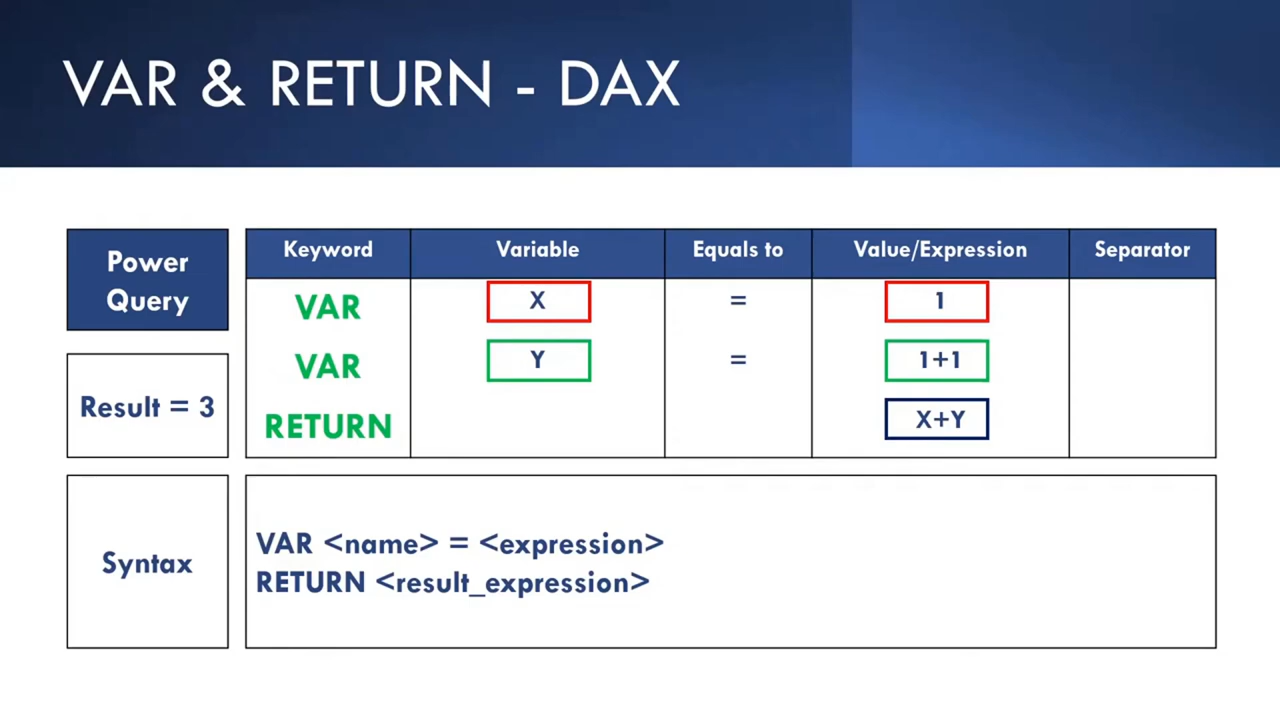 VAR & RETURN - DAX
Power
Query
Keyword Variable Equals to Value/Expression Separator
VAR X = 1
VAR Y = 1+1
RETURN X+Y
Result = 3
Syntax
VAR <name> = <expression>
RETURN <result_expression>